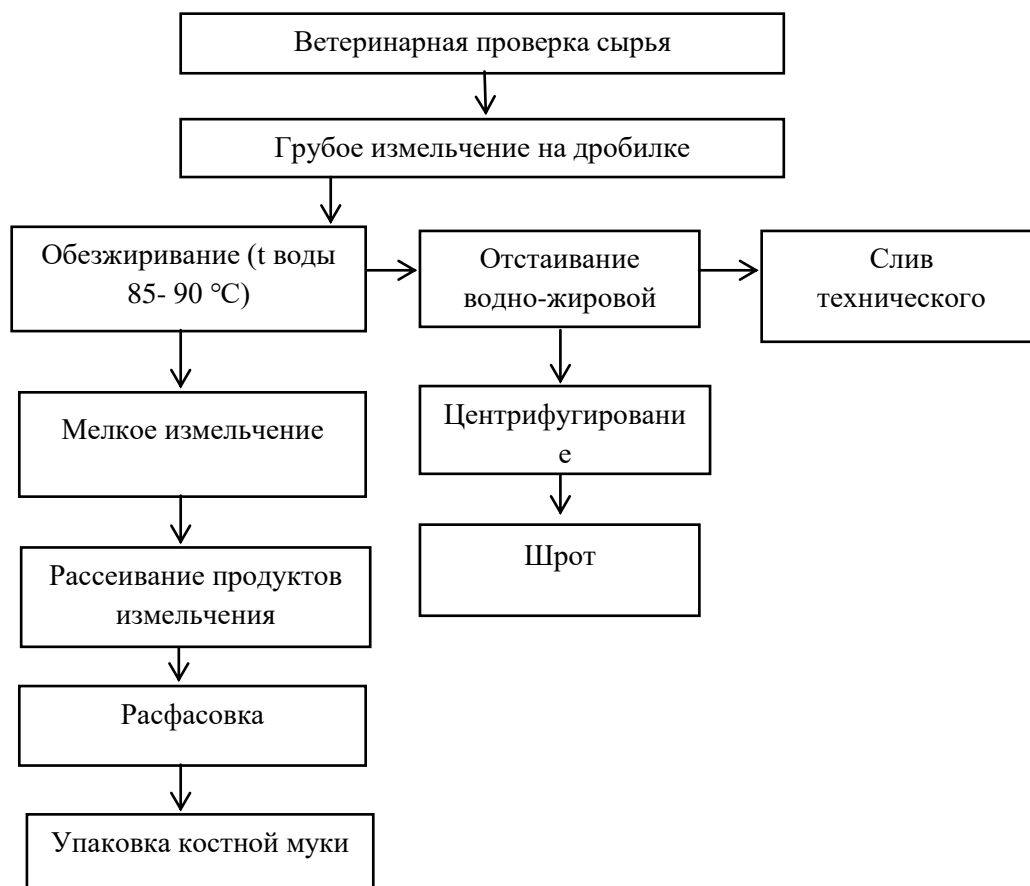 Ветеринарная проверка сырья
Грубое измельчение на дробилке
Обезжиривание (t воды
85- 90 °С)
Отстаивание
водно-жировой
Слив
технического
Мелкое измельчение
Центрифугировани
е
Рассеивание продуктов
измельчения
Шрот
Расфасовка
Упаковка костной муки